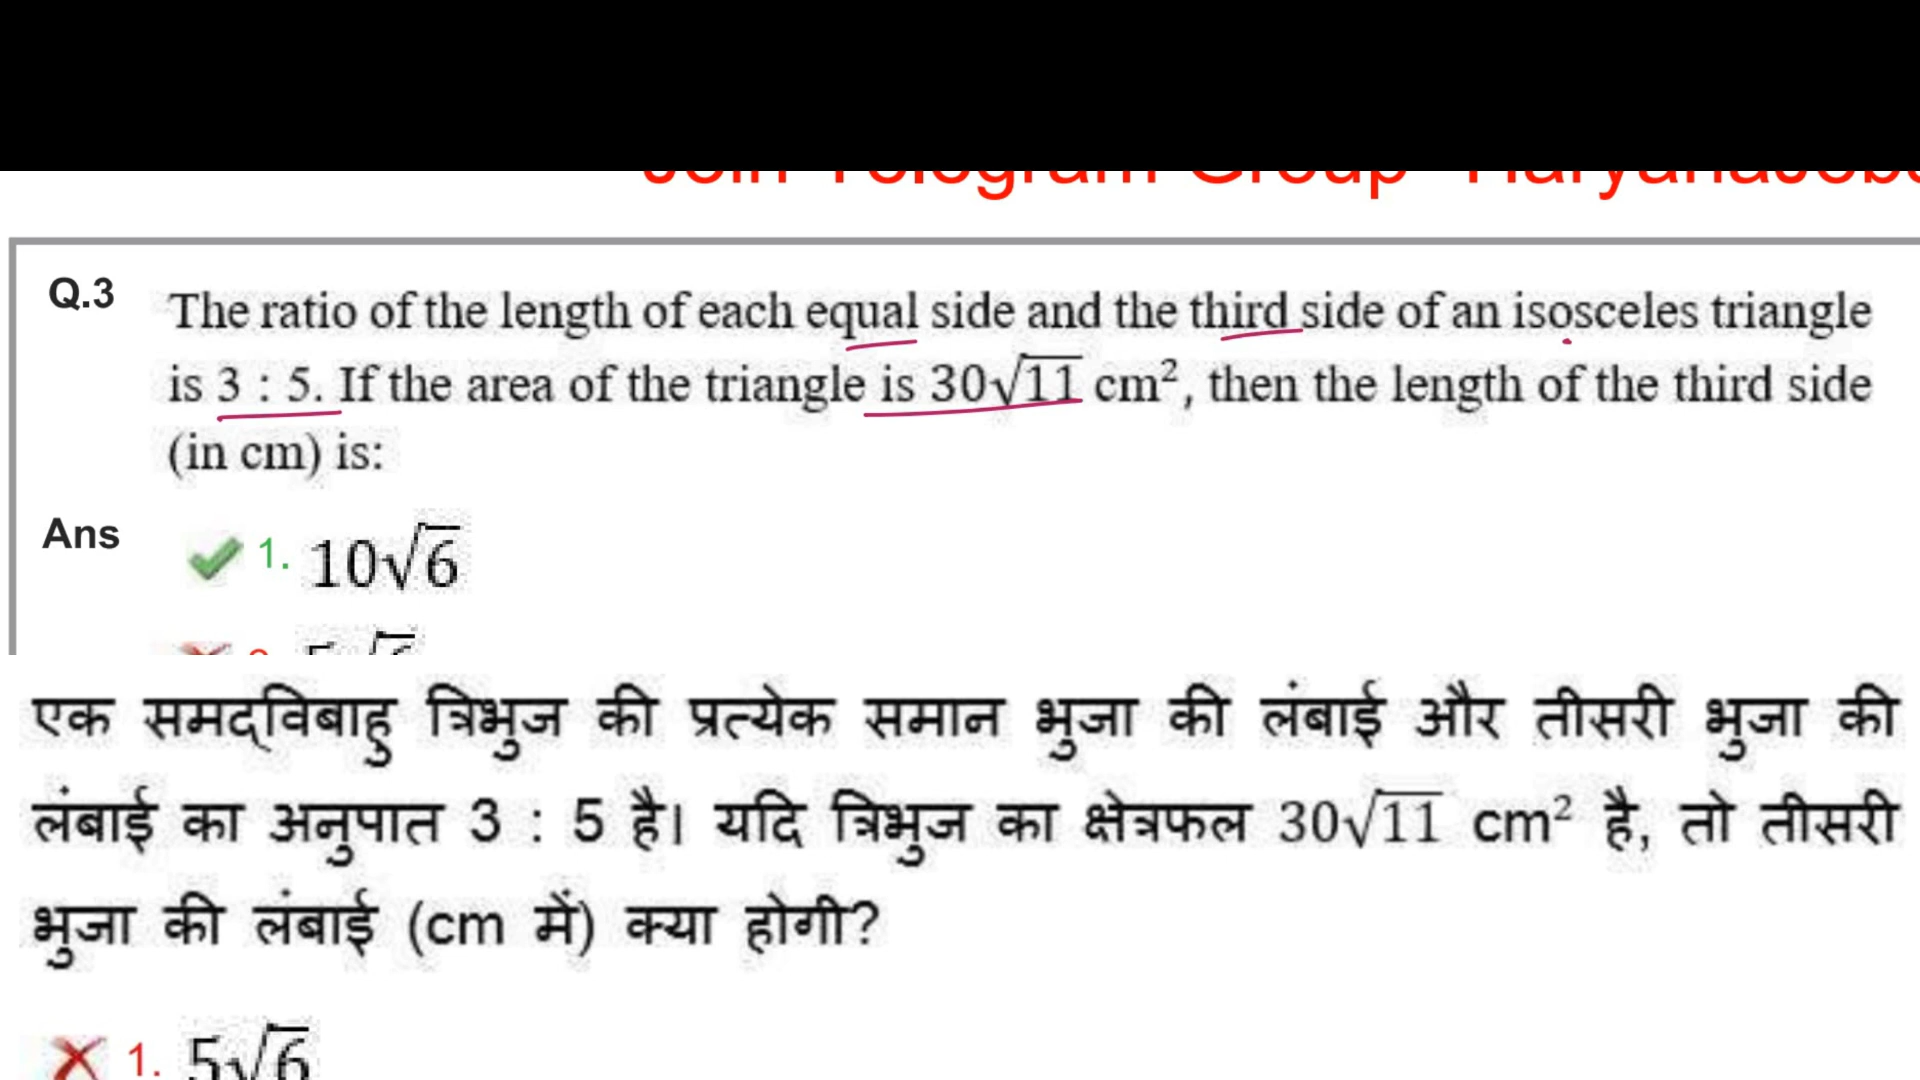 Join Telegram Group
Q.3 The ratio of the length of each equal side and the third side of an isosceles triangle
is 3 : 5. If the area of the triangle is 30√11 cm², then the length of the third side
(in cm) is:
Ans 1. 10√6
एक समद्विबाहु त्रिभुज की प्रत्येक समान भुजा की लंबाई और तीसरी भुजा की
लंबाई का अनुपात 3 : 5 है। यदि त्रिभुज का क्षेत्रफल 30√11 cm² है, तो तीसरी
भुजा की लंबाई (cm में) क्या होगी?
1. 5√6